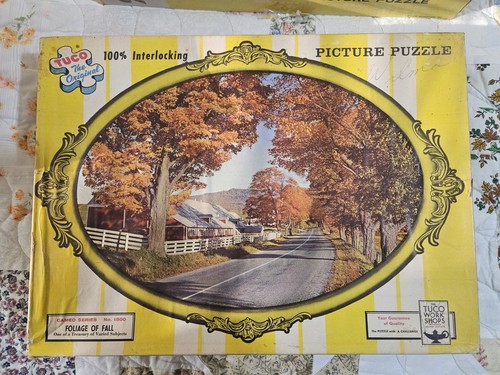 TUCO
The
Original
100% Interlocking
PICTURE PUZZLE
CAMEO SERIES No. 1800
FOLIAGE OF FALL
One of a Treasury of Varied Subjects
Your Guarantee
of Quality
The
TUCO
WORK
SHOPS